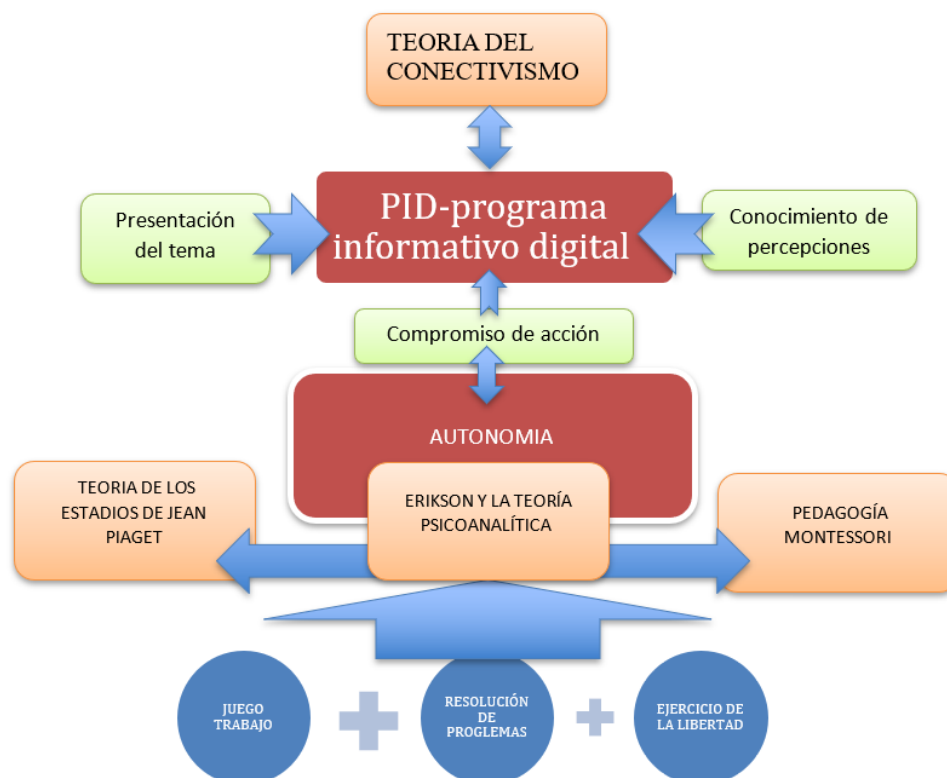 TEORIA DEL
CONECTIVISMO
PID-programa
informativo digital
Presentación
del tema
Conocimiento de
percepciones
Compromiso de acción
AUTONOMIA
TEORIA DE LOS
ESTADIOS DE JEAN
PIAGET
ERIKSON Y LA TEORÍA
PSICOANALÍTICA
PEDAGOGÍA
MONTESSORI
JUEGO
TRABAJO
RESOLUCIÓN
DE
PROGLEMAS
EJERCICIO DE
LA LIBERTAD